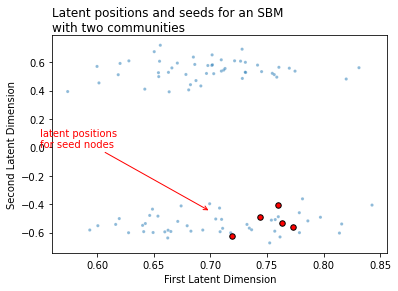 Latent positions and seeds for an SBM
with two communities
Second Latent Dimension
0.6
0.4
0.2
0.0
−0.2
−0.4
−0.6
latent positions
for seed nodes
0.60
0.65
0.70
0.75
0.80
0.85
First Latent Dimension